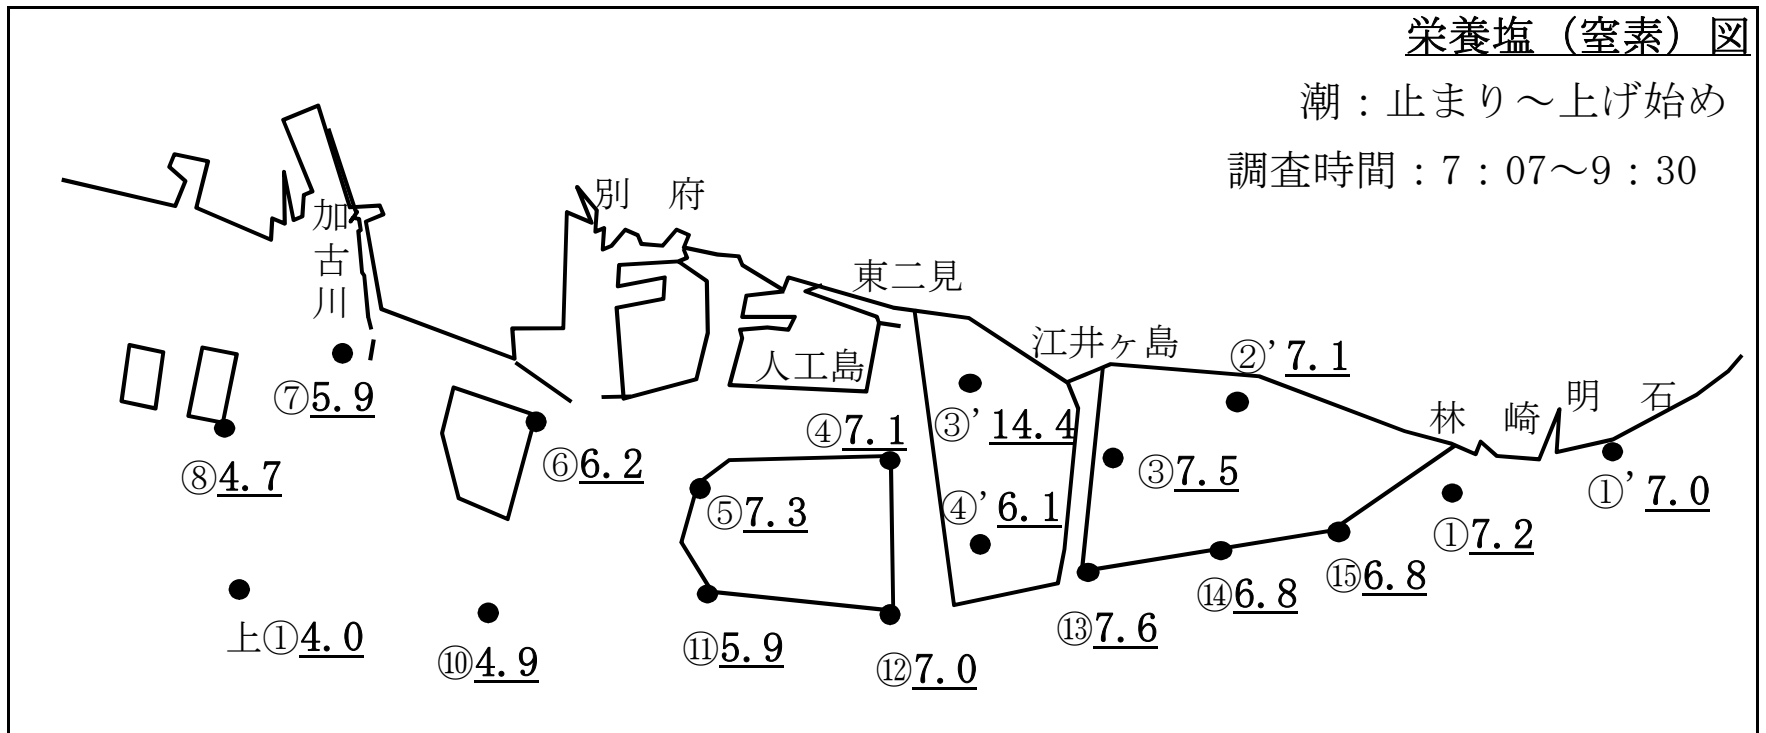 栄養塩（窒素）図
潮：止まり～上げ始め
調査時間：7：07～9：30
加古川
別　府
東二見
人工島
江井ヶ島
林　崎
明　石
②’7.1
⑦5.9
③’14.4
④7.1
⑥6.2
③7.5
⑧4.7
⑤7.3
④’6.1
①’7.0
①7.2
⑮6.8
⑭6.8
⑬7.6
上①4.0
⑩4.9
⑪5.9
⑫7.0